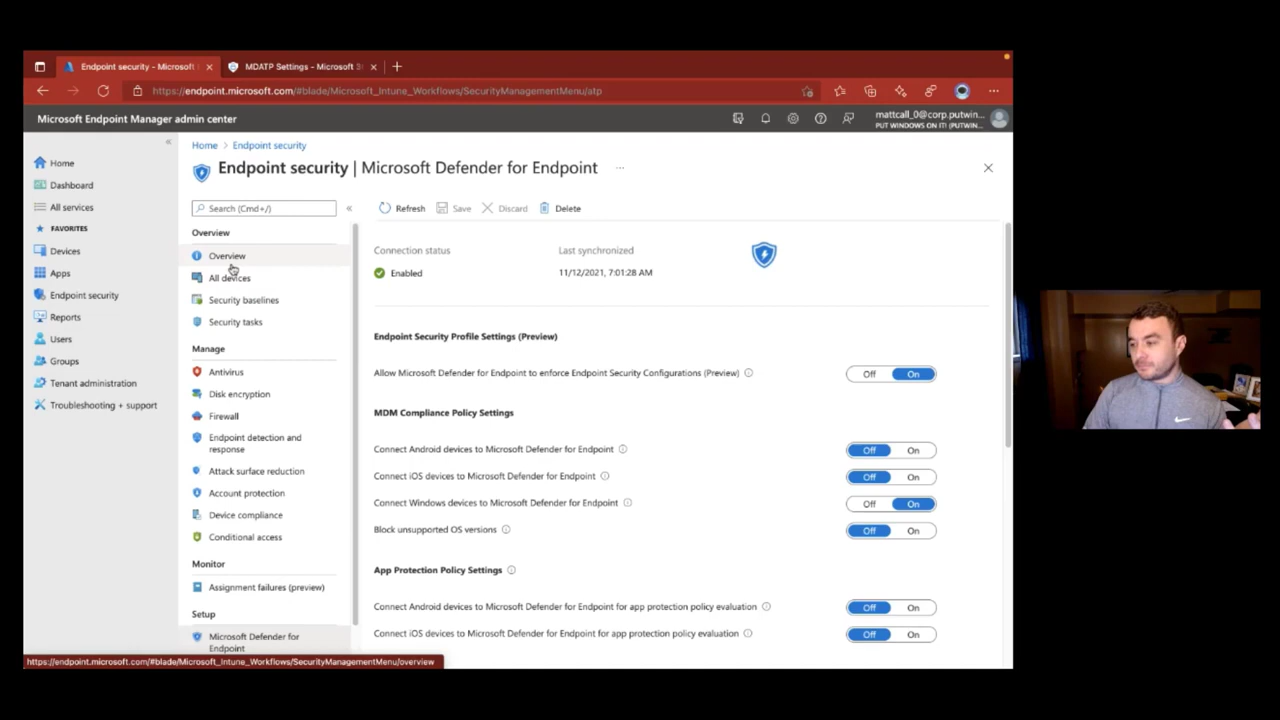 Endpoint security - Microsoft
MDATP Settings - Microsoft 3
https://endpoint.microsoft.com/#blade/Microsoft_Intune_Workflows/SecurityManagementMenu/atp
Microsoft Endpoint Manager admin center
mattcall_0@corp.putwin...
PUT WINDOWS ON IT! (PUTWIN...
Home
Dashboard
All services
FAVORITES
Devices
Apps
Endpoint security
Reports
Users
Groups
Tenant administration
Troubleshooting + support
Home > Endpoint security
Endpoint security | Microsoft Defender for Endpoint ...
Search (Cmd+/)
Overview
Overview
All devices
Security baselines
Security tasks
Manage
Antivirus
Disk encryption
Firewall
Endpoint detection and
response
Attack surface reduction
Account protection
Device compliance
Conditional access
Monitor
Assignment failures (preview)
Setup
Microsoft Defender for
Endpoint
Refresh Save Discard Delete
Connection status Last synchronized
Enabled 11/12/2021, 7:01:28 AM
Endpoint Security Profile Settings (Preview)
Allow Microsoft Defender for Endpoint to enforce Endpoint Security Configurations (Preview) Off On
MDM Compliance Policy Settings
Connect Android devices to Microsoft Defender for Endpoint Off On
Connect iOS devices to Microsoft Defender for Endpoint Off On
Connect Windows devices to Microsoft Defender for Endpoint Off On
Block unsupported OS versions Off On
App Protection Policy Settings
Connect Android devices to Microsoft Defender for Endpoint for app protection policy evaluation Off On
Connect iOS devices to Microsoft Defender for Endpoint for app protection policy evaluation Off On
https://endpoint.microsoft.com/#blade/Microsoft_Intune_Workflows/SecurityManagementMenu/overview